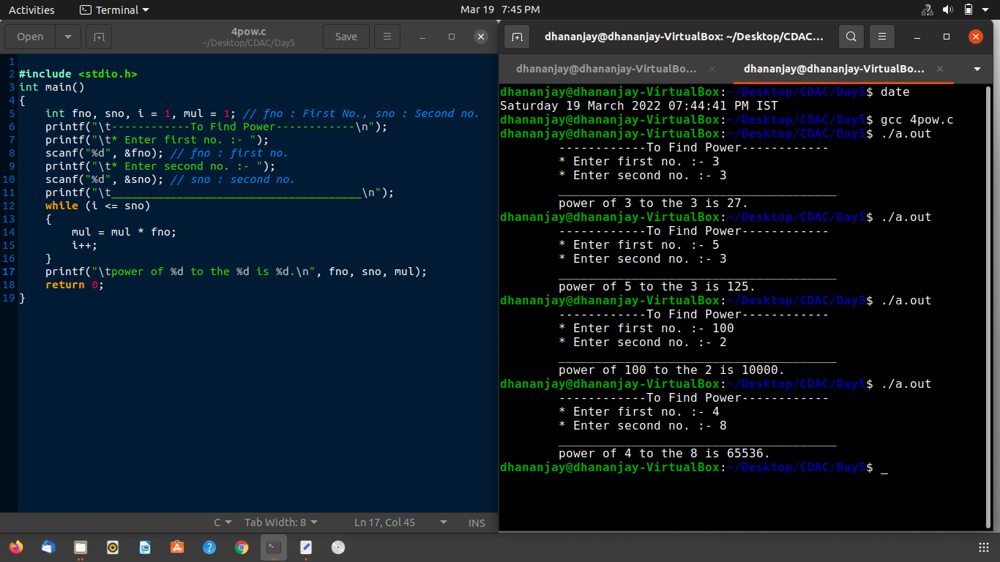 Activities Terminal Mar 19 7:45 PM
Open 4pow.c Save
~/Desktop/CDAC/Day5
1
2 #include <stdio.h>
3 int main()
4 {
5     int fno, sno, i = 1, mul = 1; // fno : First No., sno : Second no.
6     printf("\t------------To Find Power------------\n");
7     printf("\t* Enter first no. :- ");
8     scanf("%d", &fno); // fno : first no.
9     printf("\t* Enter second no. :- ");
10     scanf("%d", &sno); // sno : second no.
11     printf("\t______________________________________\n");
12     while (i <= sno)
13     {
14         mul = mul * fno;
15         i++;
16     }
17     printf("\tpower of %d to the %d is %d.\n", fno, sno, mul);
18     return 0;
19 }
C Tab Width: 8 Ln 17, Col 45 INS
dhananjay@dhananjay-VirtualBox: ~/Desktop/CDAC...
dhananjay@dhananjay-VirtualBo... dhananjay@dhananjay-VirtualBo...
dhananjay@dhananjay-VirtualBox:~/Desktop/CDAC/Day5$ date
Saturday 19 March 2022 07:44:41 PM IST
dhananjay@dhananjay-VirtualBox:~/Desktop/CDAC/Day5$ gcc 4pow.c
dhananjay@dhananjay-VirtualBox:~/Desktop/CDAC/Day5$ ./a.out
------------To Find Power------------
* Enter first no. :- 3
* Enter second no. :- 3
______________________________________
power of 3 to the 3 is 27.
dhananjay@dhananjay-VirtualBox:~/Desktop/CDAC/Day5$ ./a.out
------------To Find Power------------
* Enter first no. :- 5
* Enter second no. :- 3
______________________________________
power of 5 to the 3 is 125.
dhananjay@dhananjay-VirtualBox:~/Desktop/CDAC/Day5$ ./a.out
------------To Find Power------------
* Enter first no. :- 100
* Enter second no. :- 2
______________________________________
power of 100 to the 2 is 10000.
dhananjay@dhananjay-VirtualBox:~/Desktop/CDAC/Day5$ ./a.out
------------To Find Power------------
* Enter first no. :- 4
* Enter second no. :- 8
______________________________________
power of 4 to the 8 is 65536.
dhananjay@dhananjay-VirtualBox:~/Desktop/CDAC/Day5$ _